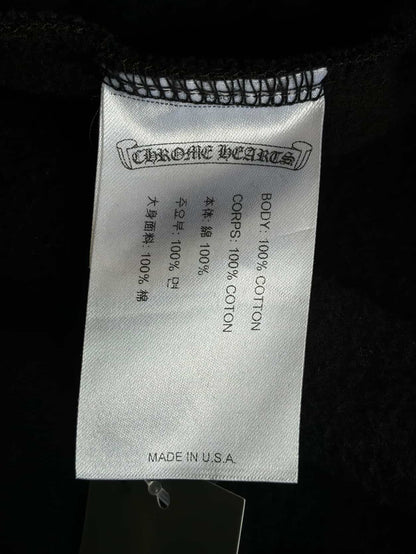 CHROME HEARTS
BODY: 100% COTTON
CORPS: 100% COTON
本体: 綿 100%
주요부: 100% 면
大身面料: 100% 棉
MADE IN U.S.A.